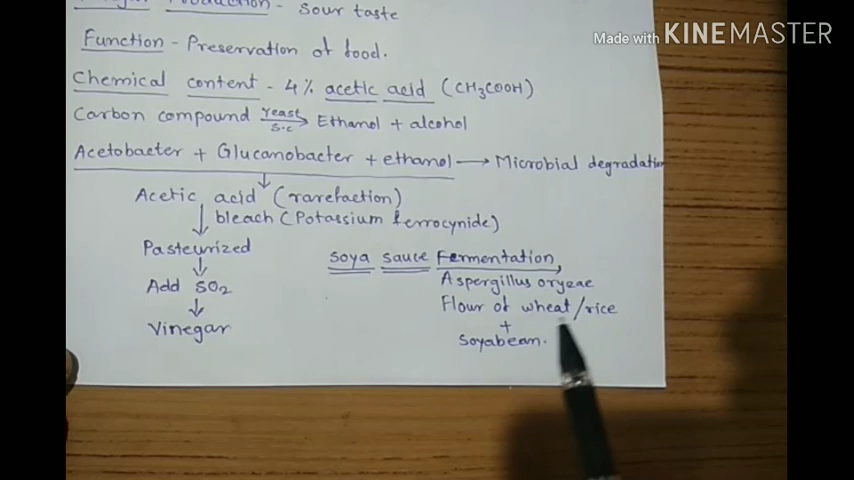 Production - Sour taste
Made with KINEMASTER
Function - Preservation of food.
Chemical content - 4% acetic acid (CH3COOH)
Carbon compound yeast S.C → Ethanol + alcohol
Acetobacter + Glucanobacter + ethanol → Microbial degradation
↓
Acetic acid (rarefaction)
↓ bleach (Potassium ferrocynide)
Pasteurized
↓
Add SO2
↓
Vinegar
Soya sauce Fermentation,
Aspergillus oryzae
Flour of wheat/rice
+
Soyabean.